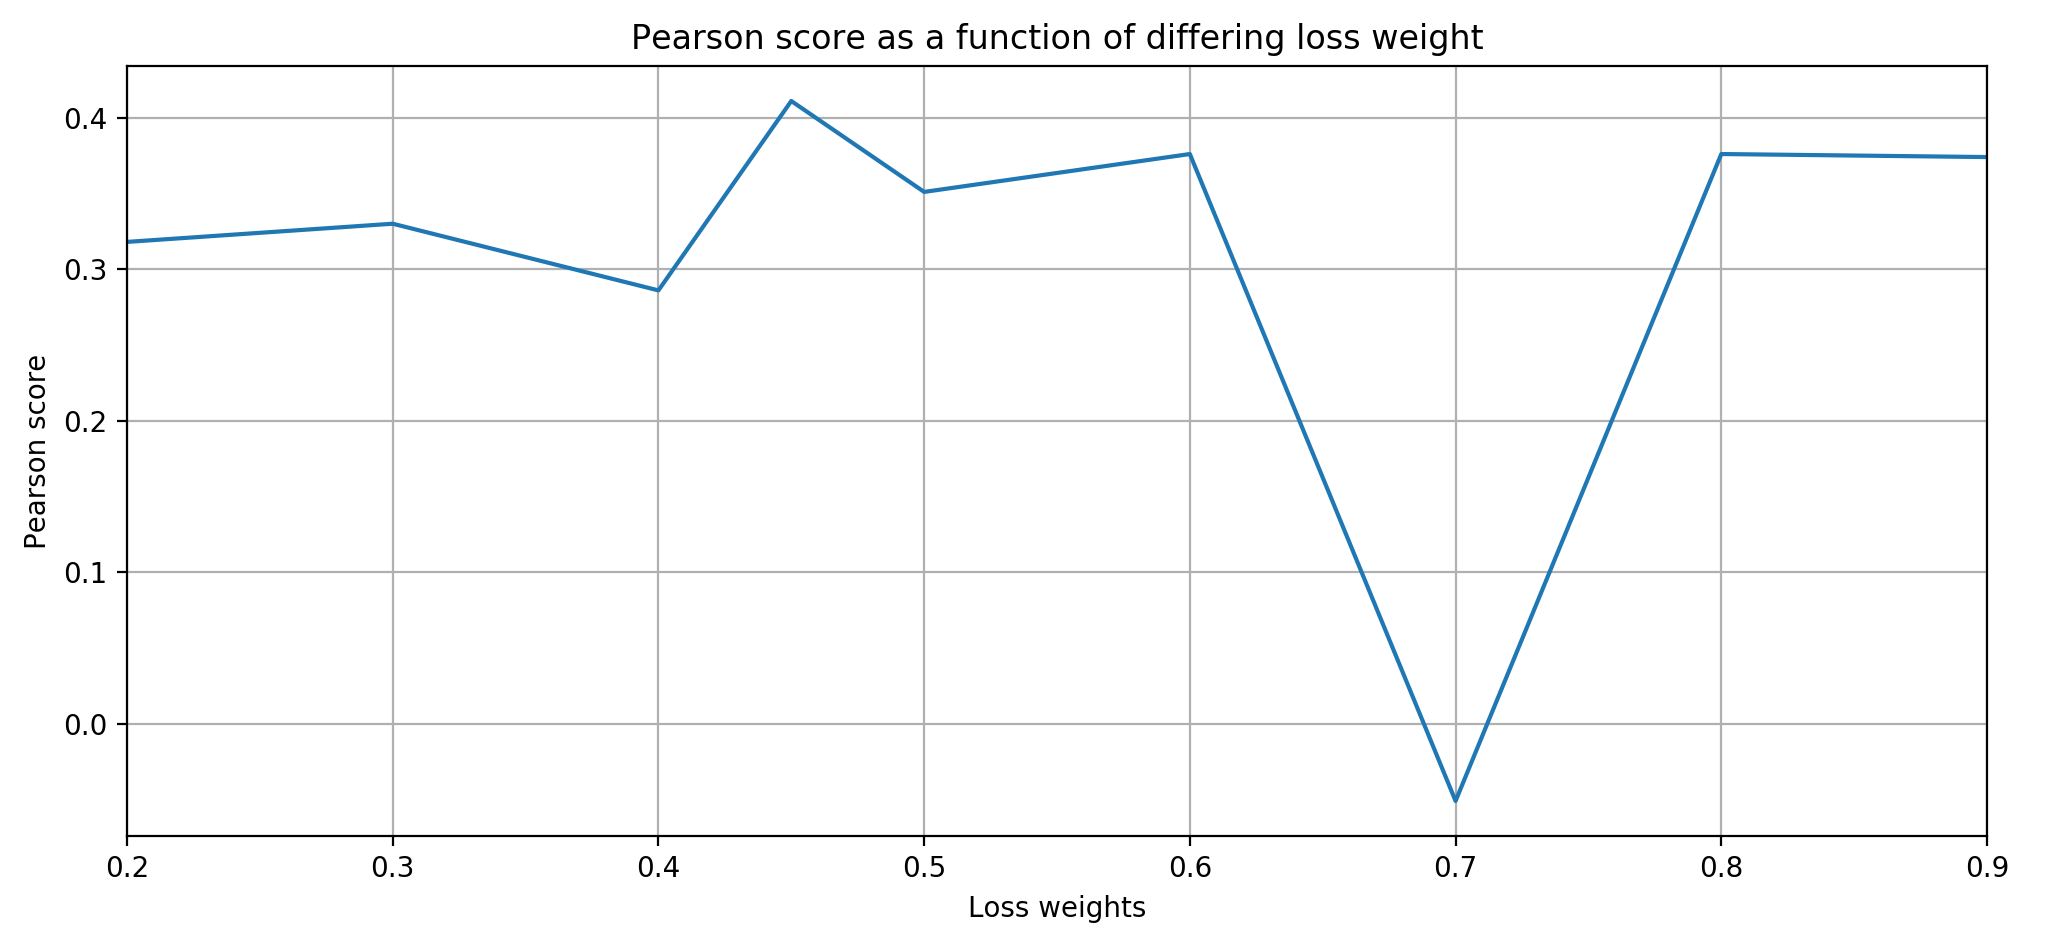 Pearson score as a function of differing loss weight
0.4
0.3
0.2
0.1
0.0
Pearson score
0.2 0.3 0.4 0.5 0.6 0.7 0.8 0.9
Loss weights